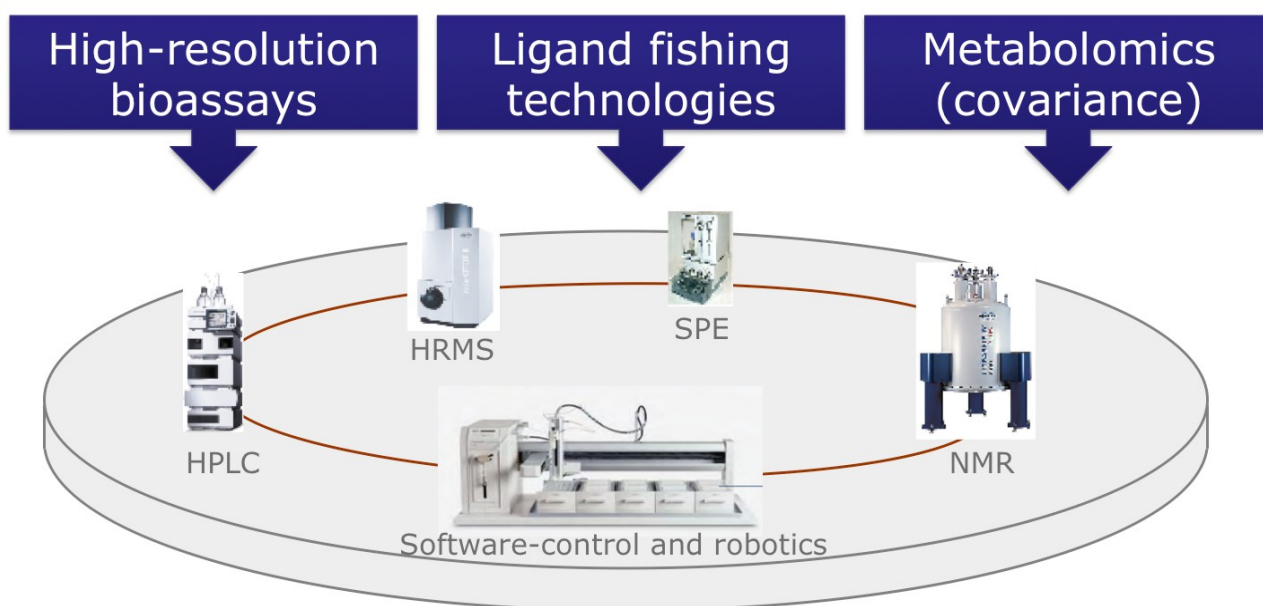 High-resolution
bioassays
Ligand fishing
technologies
Metabolomics
(covariance)
HRMS
SPE
HPLC
NMR
Software-control and robotics